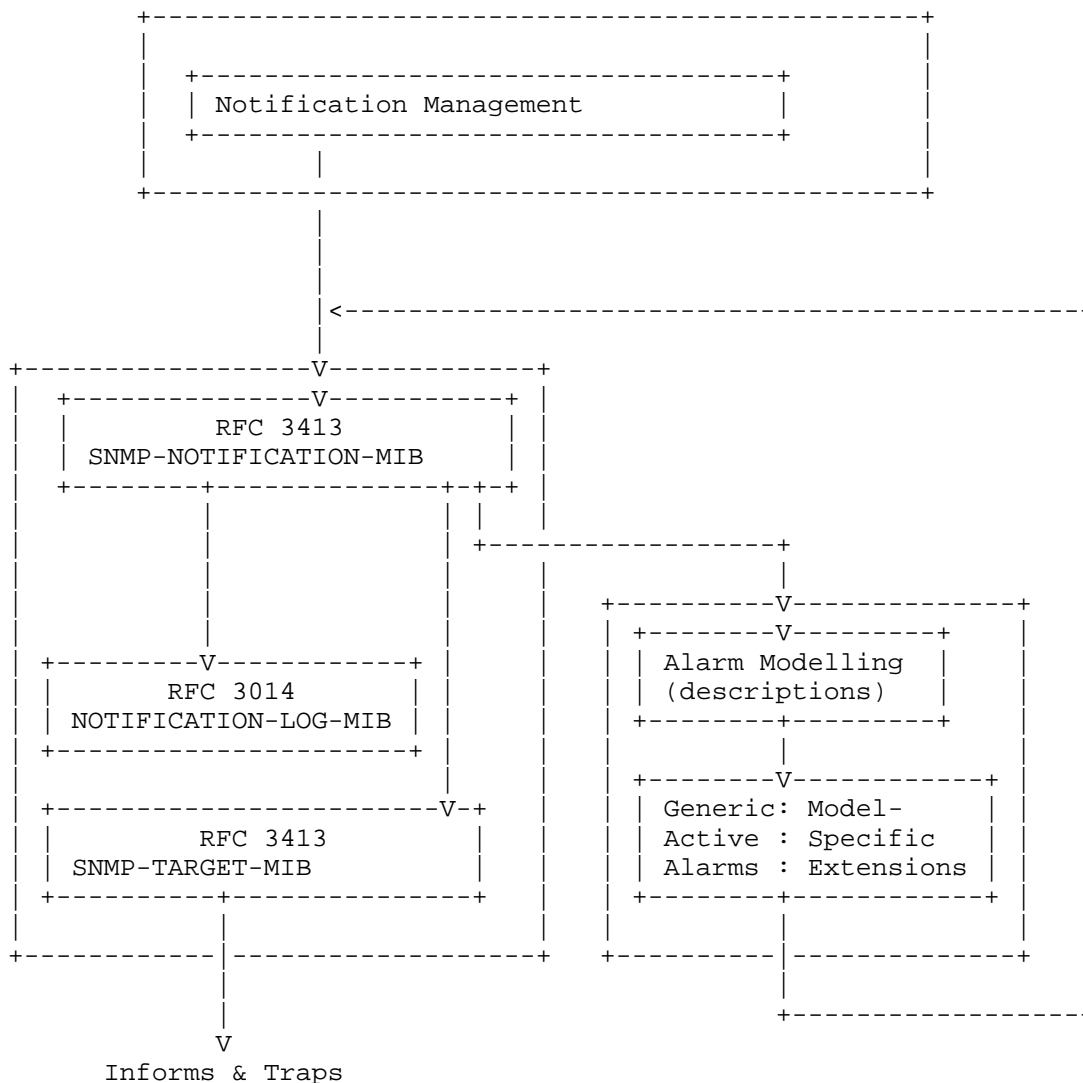 Notification Management
RFC 3413
SNMP-NOTIFICATION-MIB
Alarm Modelling
(descriptions)
RFC 3014
NOTIFICATION-LOG-MIB
Generic: Model-
Active : Specific
Alarms : Extensions
RFC 3413
SNMP-TARGET-MIB
Informs & Traps